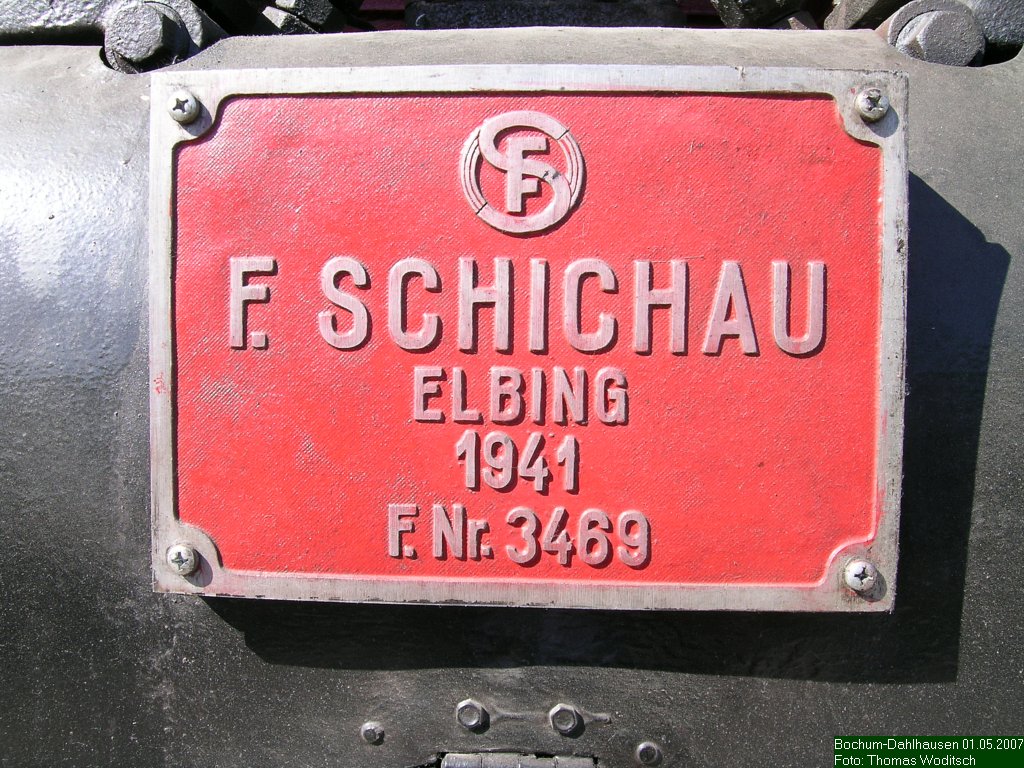 SF
F. SCHICHAU
ELBING
1941
F. Nr. 3469
Bochum-Dahlhausen 01.05.2007
Foto: Thomas Woditsch